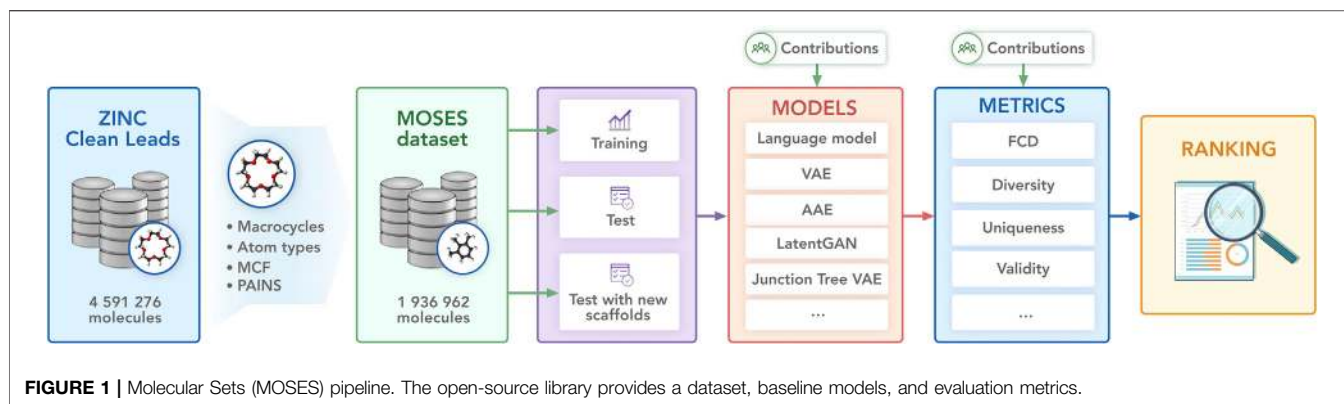 ZINC
Clean Leads
4 591 276
molecules
• Macrocycles
• Atom types
• MCF
• PAINS
MOSES
dataset
1 936 962
molecules
Training
Test
Test with new
scaffolds
Contributions
MODELS
Language model
VAE
AAE
LatentGAN
Junction Tree VAE
...
Contributions
METRICS
FCD
Diversity
Uniqueness
Validity
...
RANKING
FIGURE 1 | Molecular Sets (MOSES) pipeline. The open-source library provides a dataset, baseline models, and evaluation metrics.